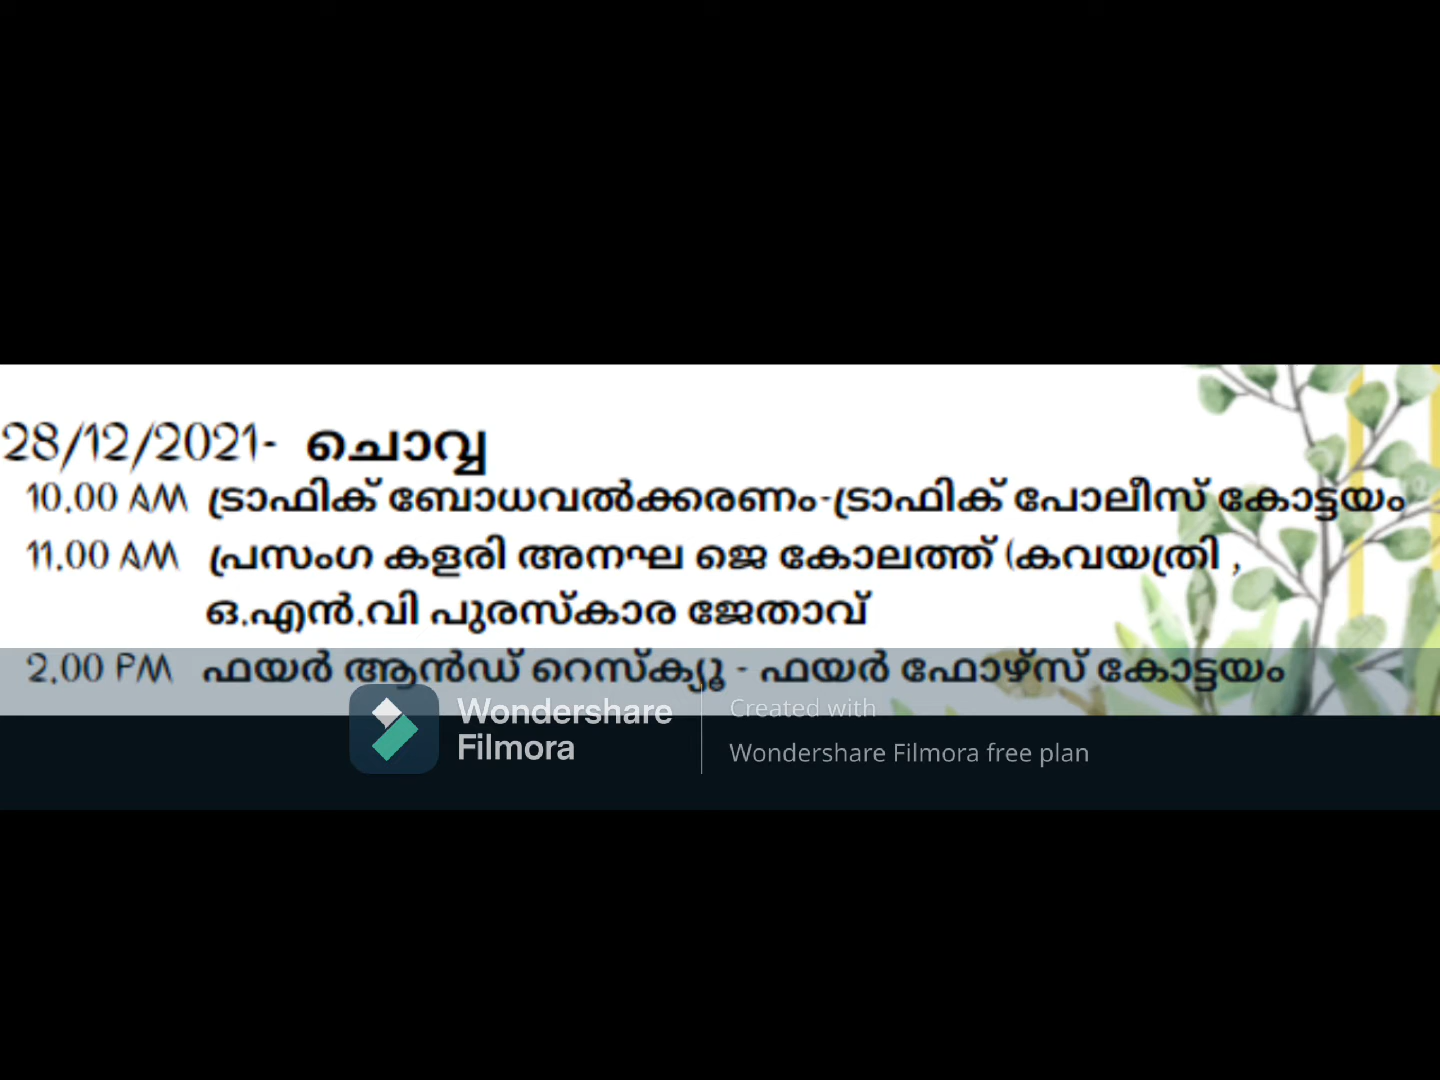 28/12/2021- ചൊവ്വ
10.00 AM ട്രാഫിക് ബോധവൽക്കരണം-ട്രാഫിക് പോലീസ് കോട്ടയം
11.00 AM പ്രസംഗ കളരി അനഘ ജെ കോലത്ത് (കവയത്രി ,
ഒ.എൻ.വി പുരസ്കാര ജേതാവ്
2.00 PM ഫയർ ആൻഡ് റെസ്ക്യൂ - ഫയർ ഫോഴ്സ് കോട്ടയം
Wondershare
Filmora
Created with
Wondershare Filmora free plan